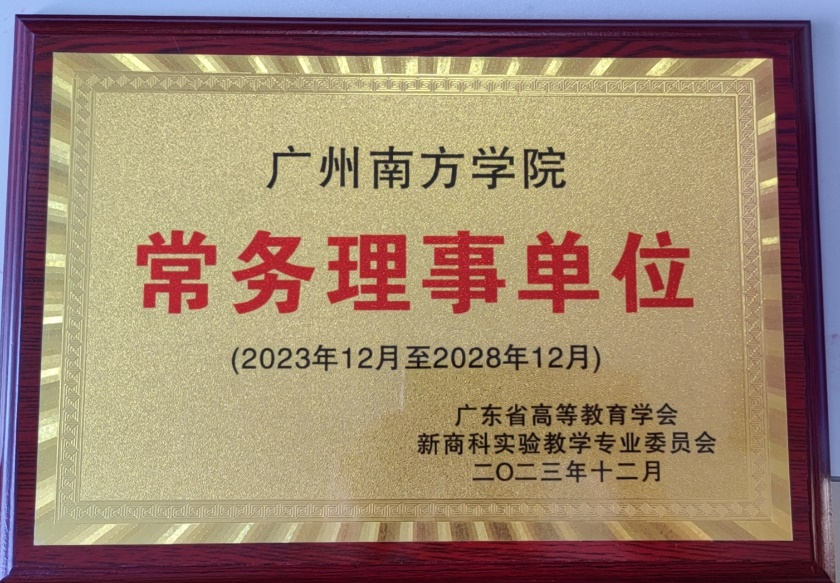 广州南方学院
常务理事单位
(2023年12月至2028年12月)
广东省高等教育学会
新商科实验教学专业委员会
二〇二三年十二月